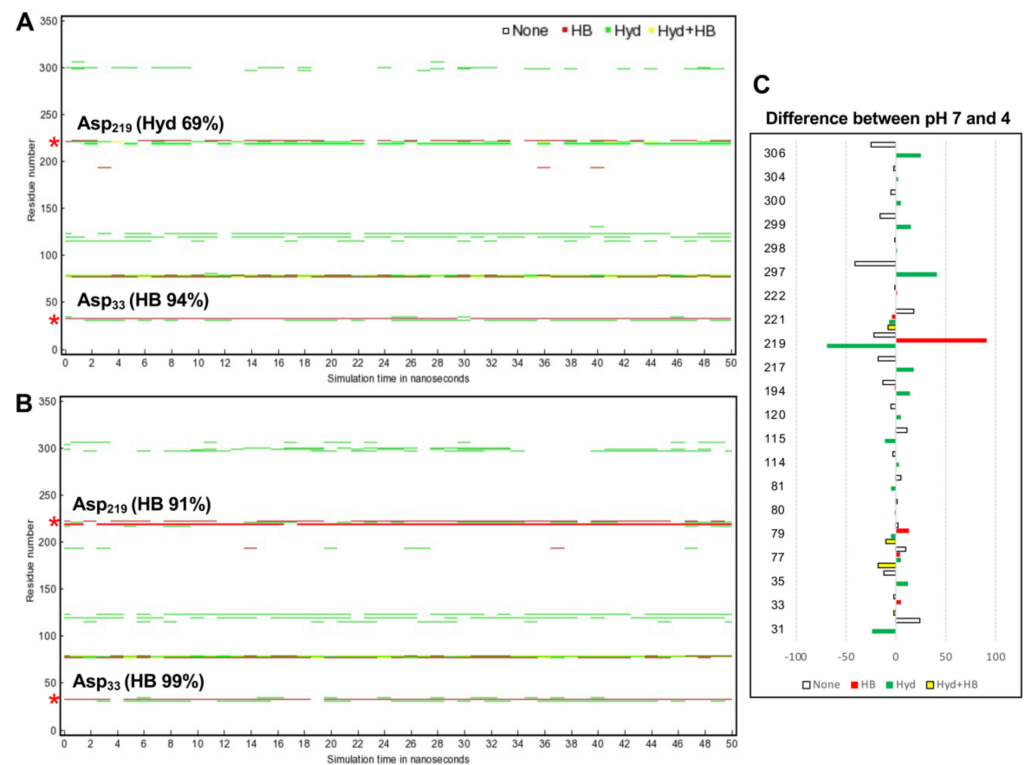 A
None HB Hyd Hyd+HB
350
300
250
200
150
100
50
0
Residue number
Asp219 (Hyd 69%)
*
Asp33 (HB 94%)
*
0 2 4 6 8 10 12 14 16 18 20 22 24 26 28 30 32 34 36 38 40 42 44 46 48 50
Simulation time in nanoseconds
B
350
300
250
200
150
100
50
0
Residue number
Asp219 (HB 91%)
*
Asp33 (HB 99%)
*
0 2 4 6 8 10 12 14 16 18 20 22 24 26 28 30 32 34 36 38 40 42 44 46 48 50
Simulation time in nanoseconds
C
Difference between pH 7 and 4
306
304
300
299
298
297
222
221
219
217
194
120
115
114
81
80
79
77
35
33
31
-100 -50 0 50 100
None HB Hyd Hyd+HB